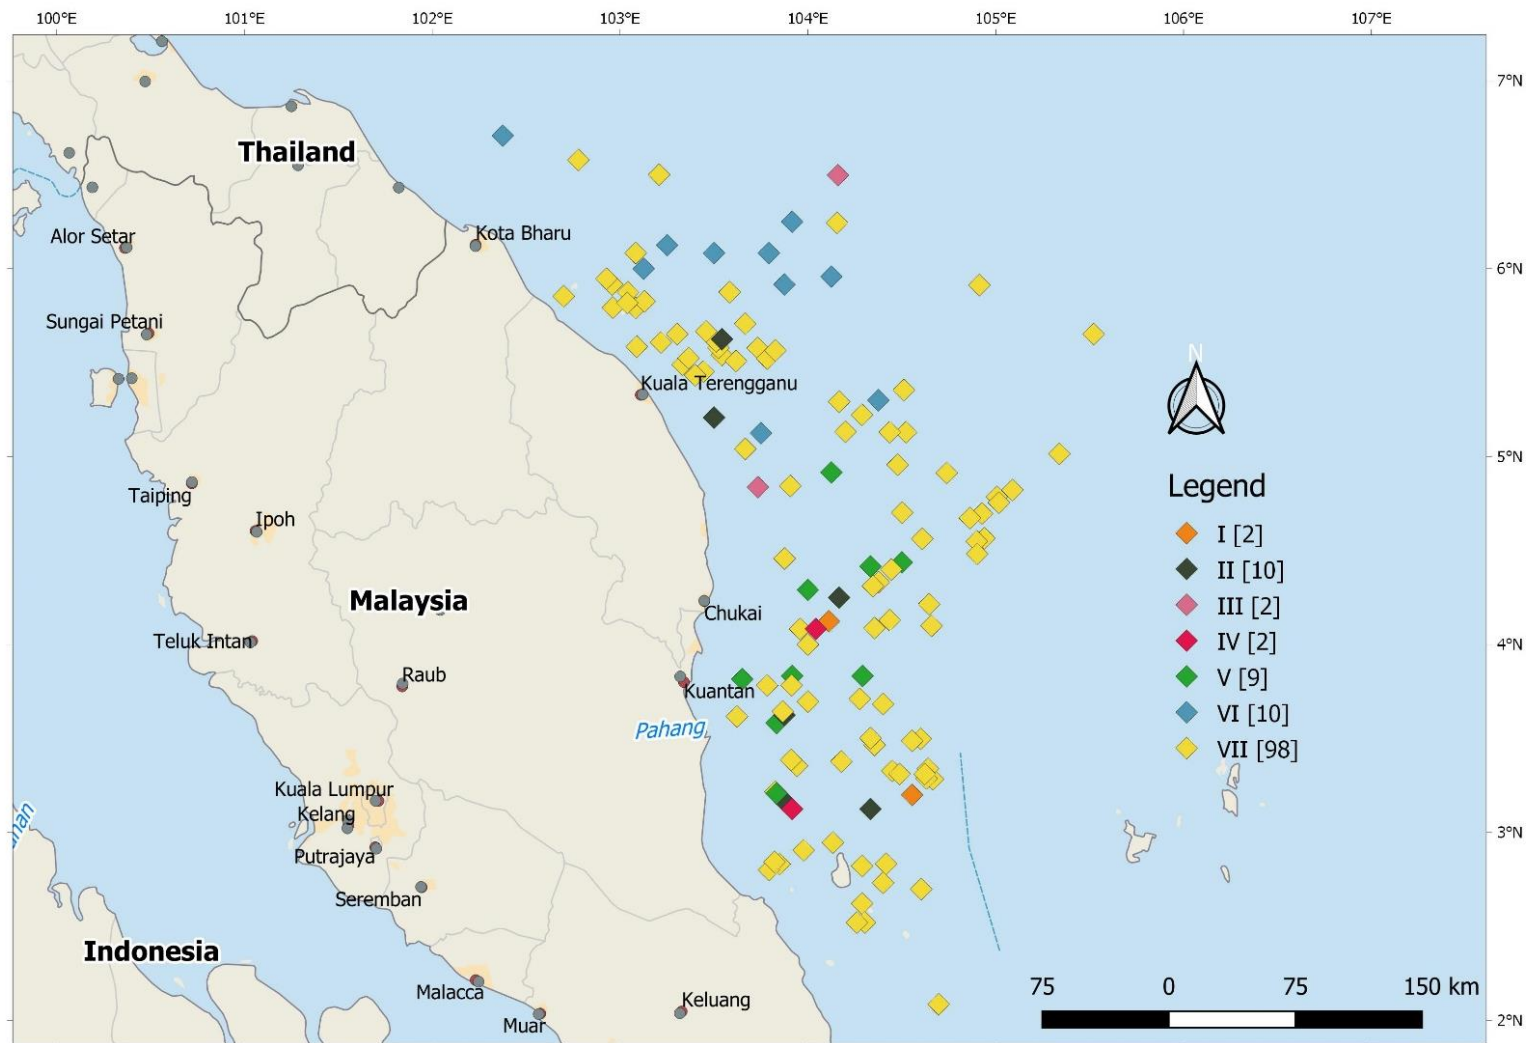 100°E 101°E 102°E 103°E 104°E 105°E 106°E 107°E
7°N
Thailand
Kota Bharu
Alor Setar
6°N
Sungai Petani
N
Kuala Terengganu
5°N
Legend
Taiping
Ipoh
I [2]
II [10]
Malaysia
III [2]
Chukai
Teluk Intan
IV [2]
4°N
Raub
V [9]
Kuantan
VI [10]
Pahang
VII [98]
Kuala Lumpur
Kelang
3°N
Putrajaya
Seremban
Indonesia
Malacca
75 0 75 150 km
Keluang
Muar
2°N